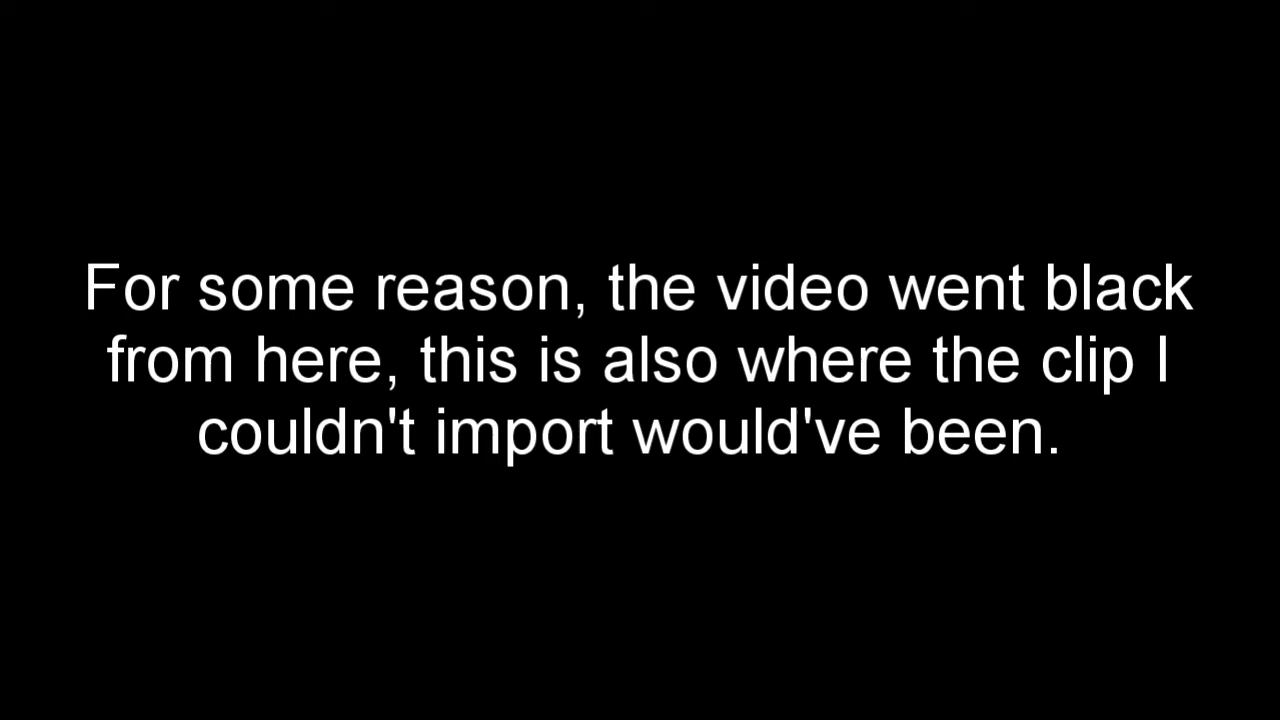 For some reason, the video went black
from here, this is also where the clip I
couldn't import would've been.